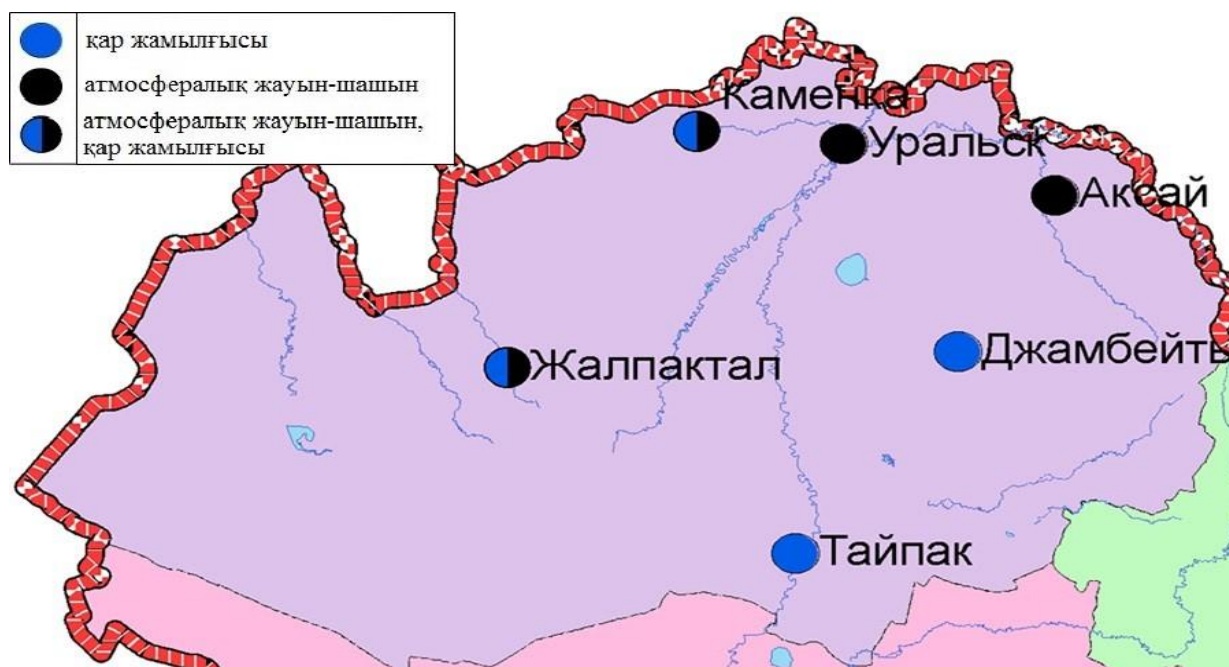 қар жамылғысы
атмосфералық жауын-шашын
атмосфералық жауын-шашын,
қар жамылғысы
Каменка
Уральск
Аксай
Джамбейты
Жалпактал
Тайпак